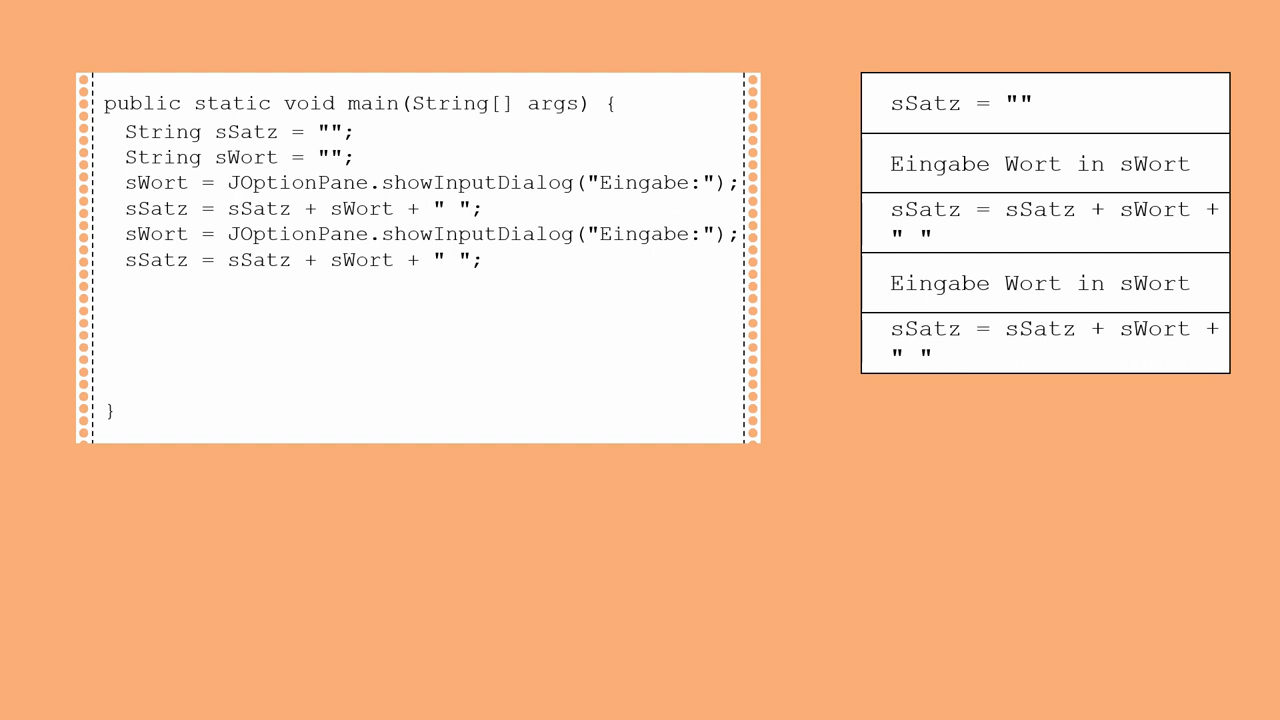 public static void main(String[] args) {
String sSatz = "";
String sWort = "";
sWort = JOptionPane.showInputDialog("Eingabe:");
sSatz = sSatz + sWort + " ";
sWort = JOptionPane.showInputDialog("Eingabe:");
sSatz = sSatz + sWort + " ";
}
sSatz = ""
Eingabe Wort in sWort
sSatz = sSatz + sWort +
" "
Eingabe Wort in sWort
sSatz = sSatz + sWort +
" "